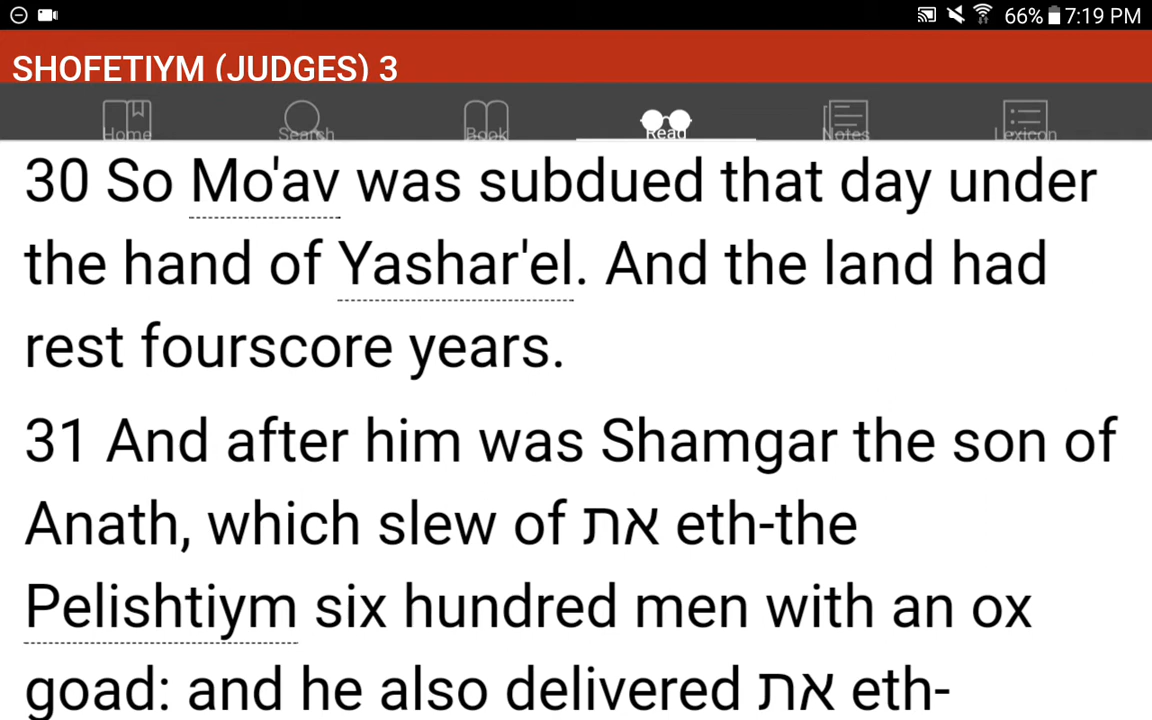 66% 7:19 PM
SHOFETIYM (JUDGES) 3
Home Search Book Read Notes Lexicon
30 So Mo'av was subdued that day under
the hand of Yashar'el. And the land had
rest fourscore years.
31 And after him was Shamgar the son of
Anath, which slew of את eth-the
Pelishtiym six hundred men with an ox
goad: and he also delivered את eth-